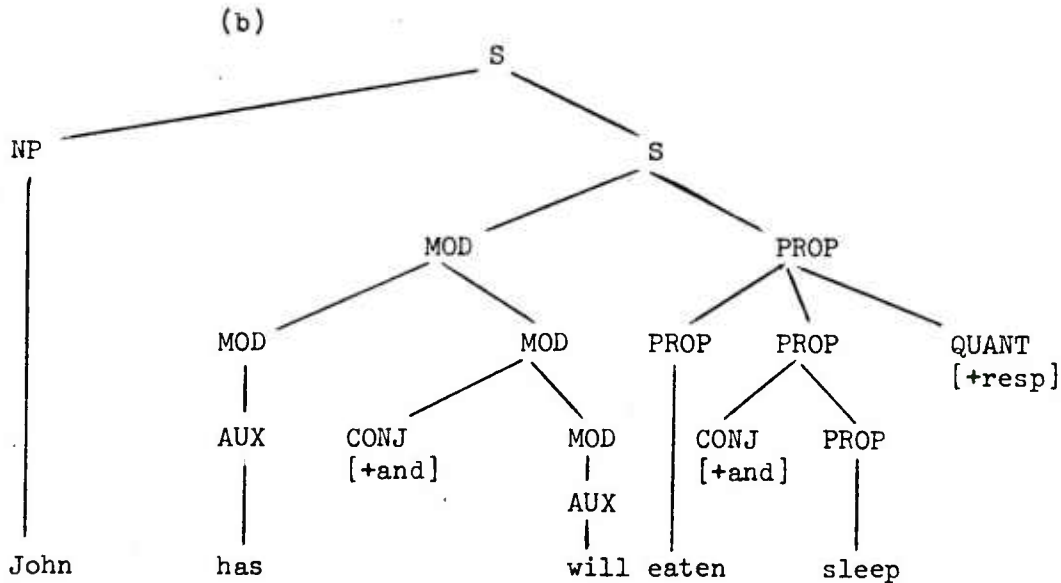 (b)
S
NP S
MOD PROP
MOD MOD PROP PROP QUANT
[+resp]
AUX CONJ MOD CONJ PROP
[+and] [+and]
AUX
John has will eaten sleep